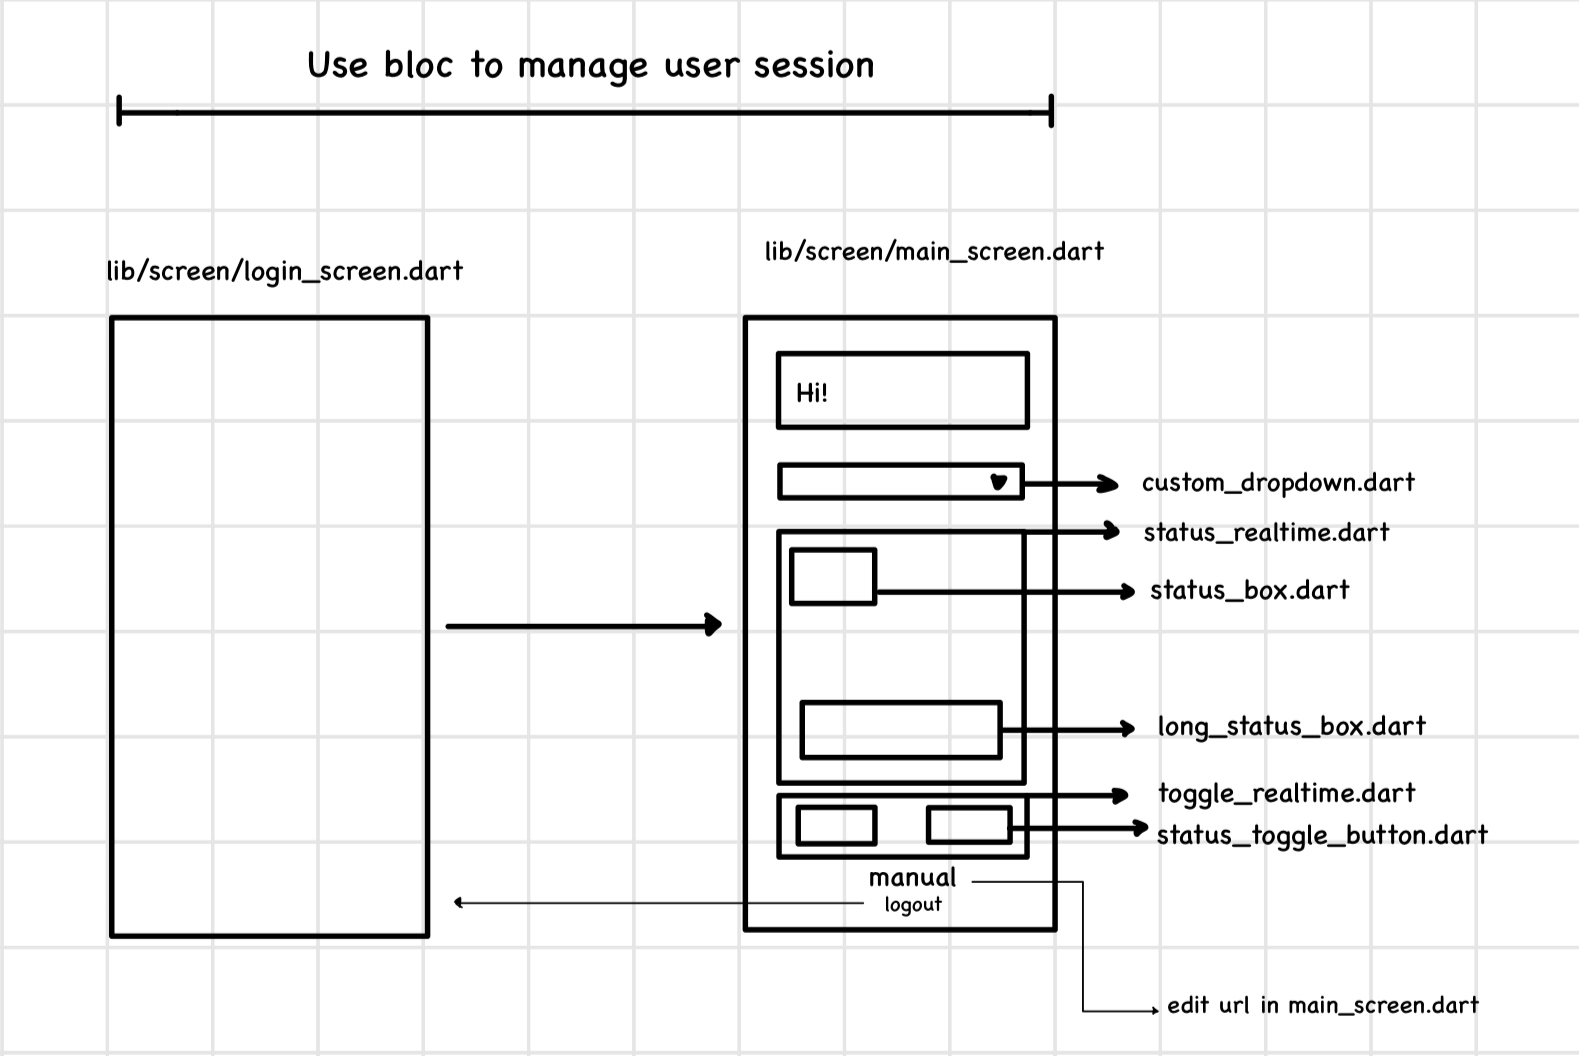 Use bloc to manage user session
lib/screen/login_screen.dart
lib/screen/main_screen.dart
Hi!
custom_dropdown.dart
status_realtime.dart
status_box.dart
long_status_box.dart
toggle_realtime.dart
status_toggle_button.dart
manual
logout
edit url in main_screen.dart